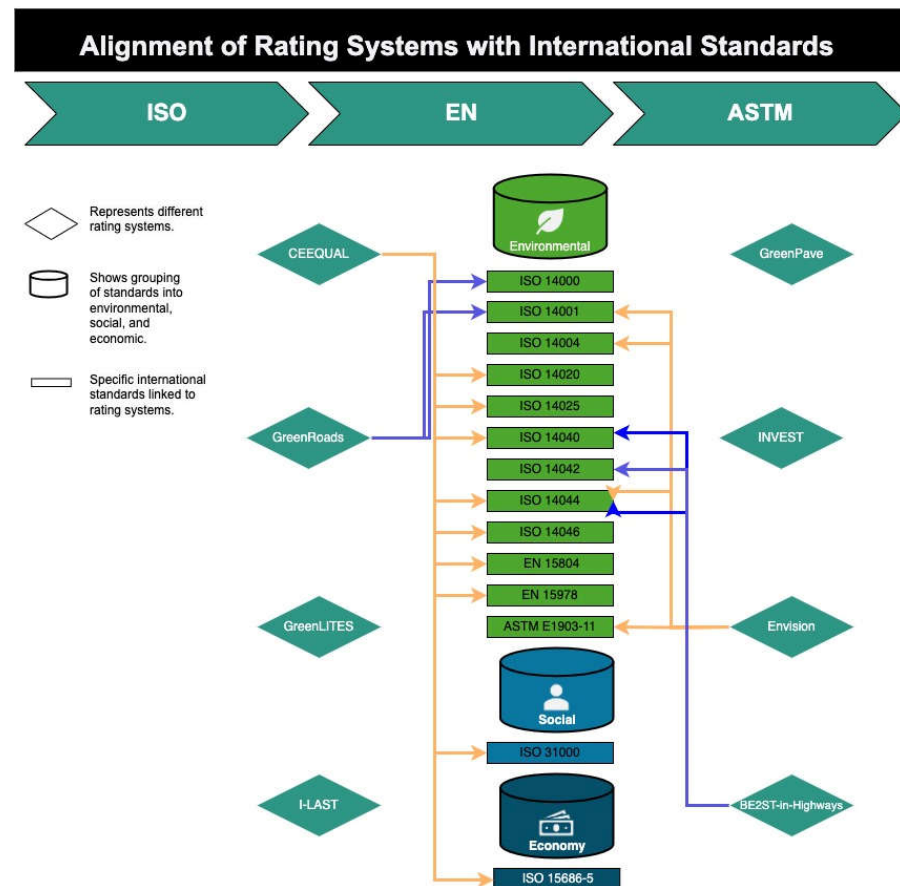 Alignment of Rating Systems with International Standards
ISO
EN
ASTM
Represents different
rating systems.
Shows grouping
of standards into
environmental,
social, and
economic.
Specific international
standards linked to
rating systems.
CEEQUAL
GreenRoads
GreenLITES
I-LAST
Environmental
ISO 14000
ISO 14001
ISO 14004
ISO 14020
ISO 14025
ISO 14040
ISO 14042
ISO 14044
ISO 14046
EN 15804
EN 15978
ASTM E1903-11
Social
ISO 31000
Economy
ISO 15686-5
GreenPave
INVEST
Envision
BE2ST-in-Highways